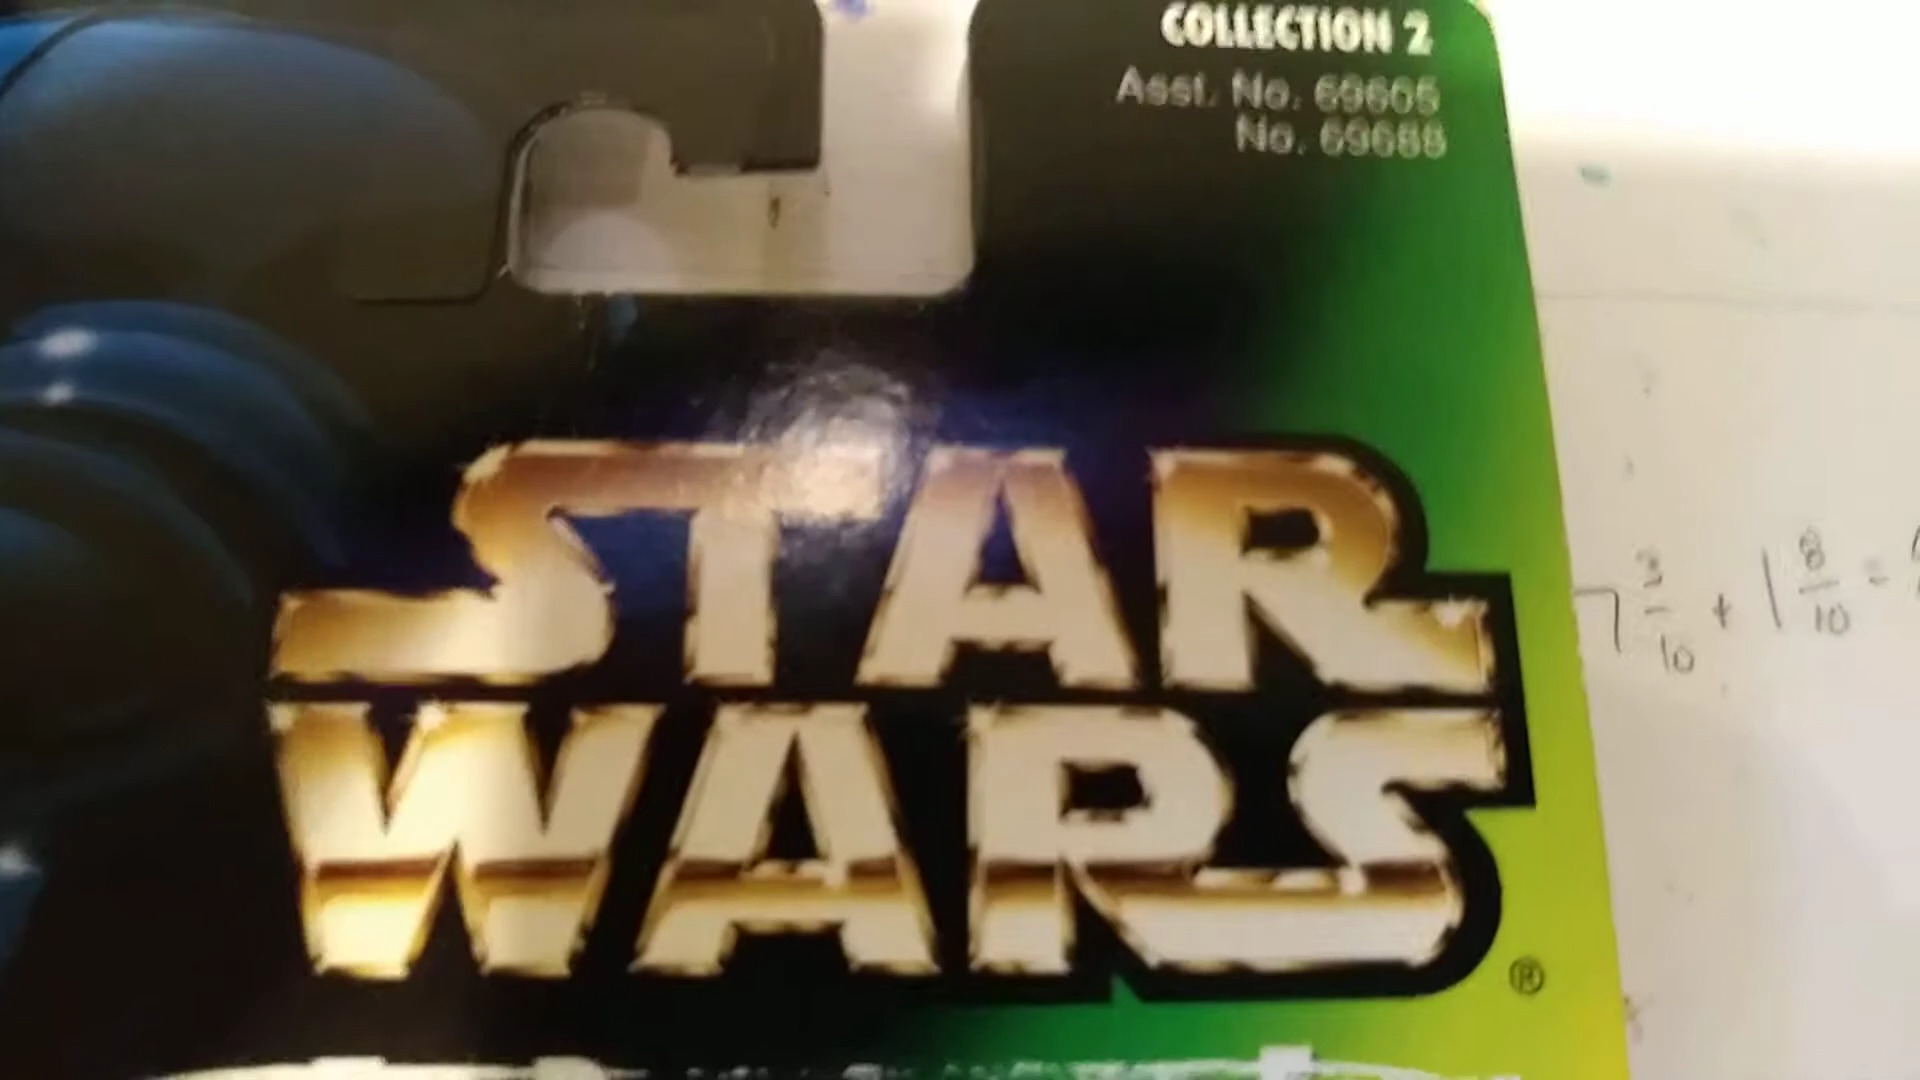 COLLECTION 2
Asst. No. 69605
No. 69688
STAR
WARS
®
7 3/10 + 1 8/10 =